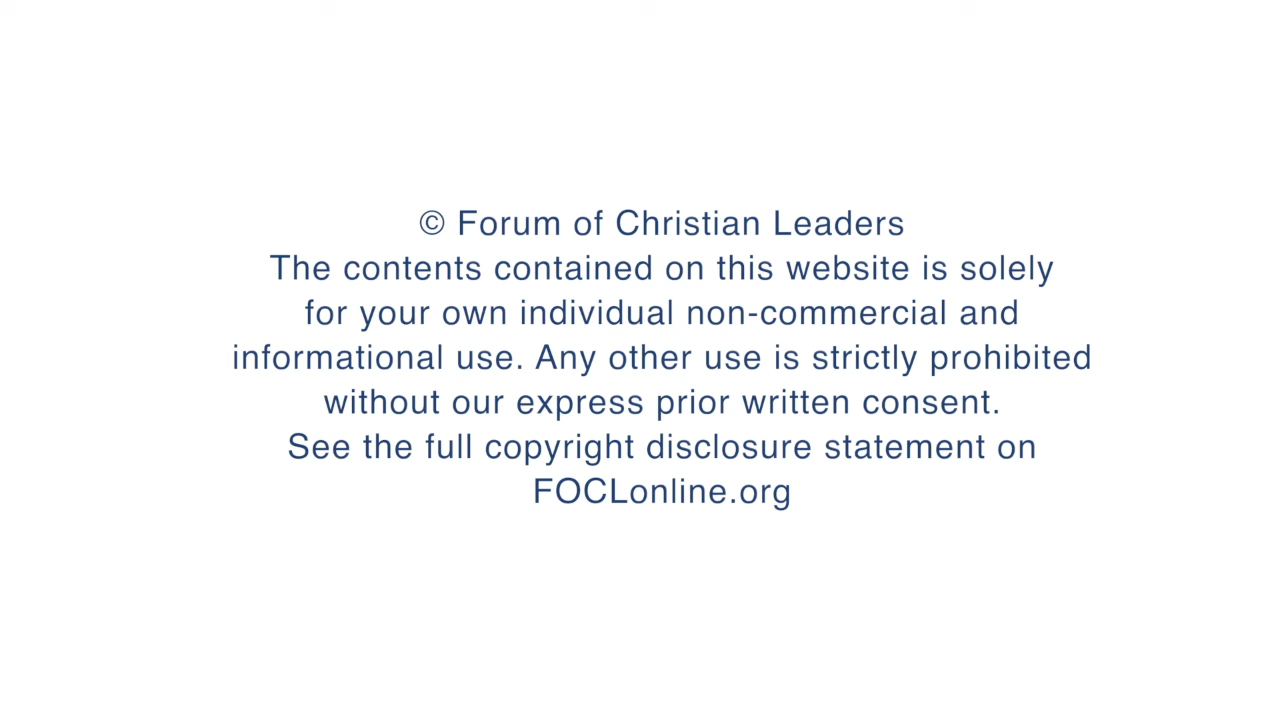 © Forum of Christian Leaders
The contents contained on this website is solely
for your own individual non-commercial and
informational use. Any other use is strictly prohibited
without our express prior written consent.
See the full copyright disclosure statement on
FOCLonline.org